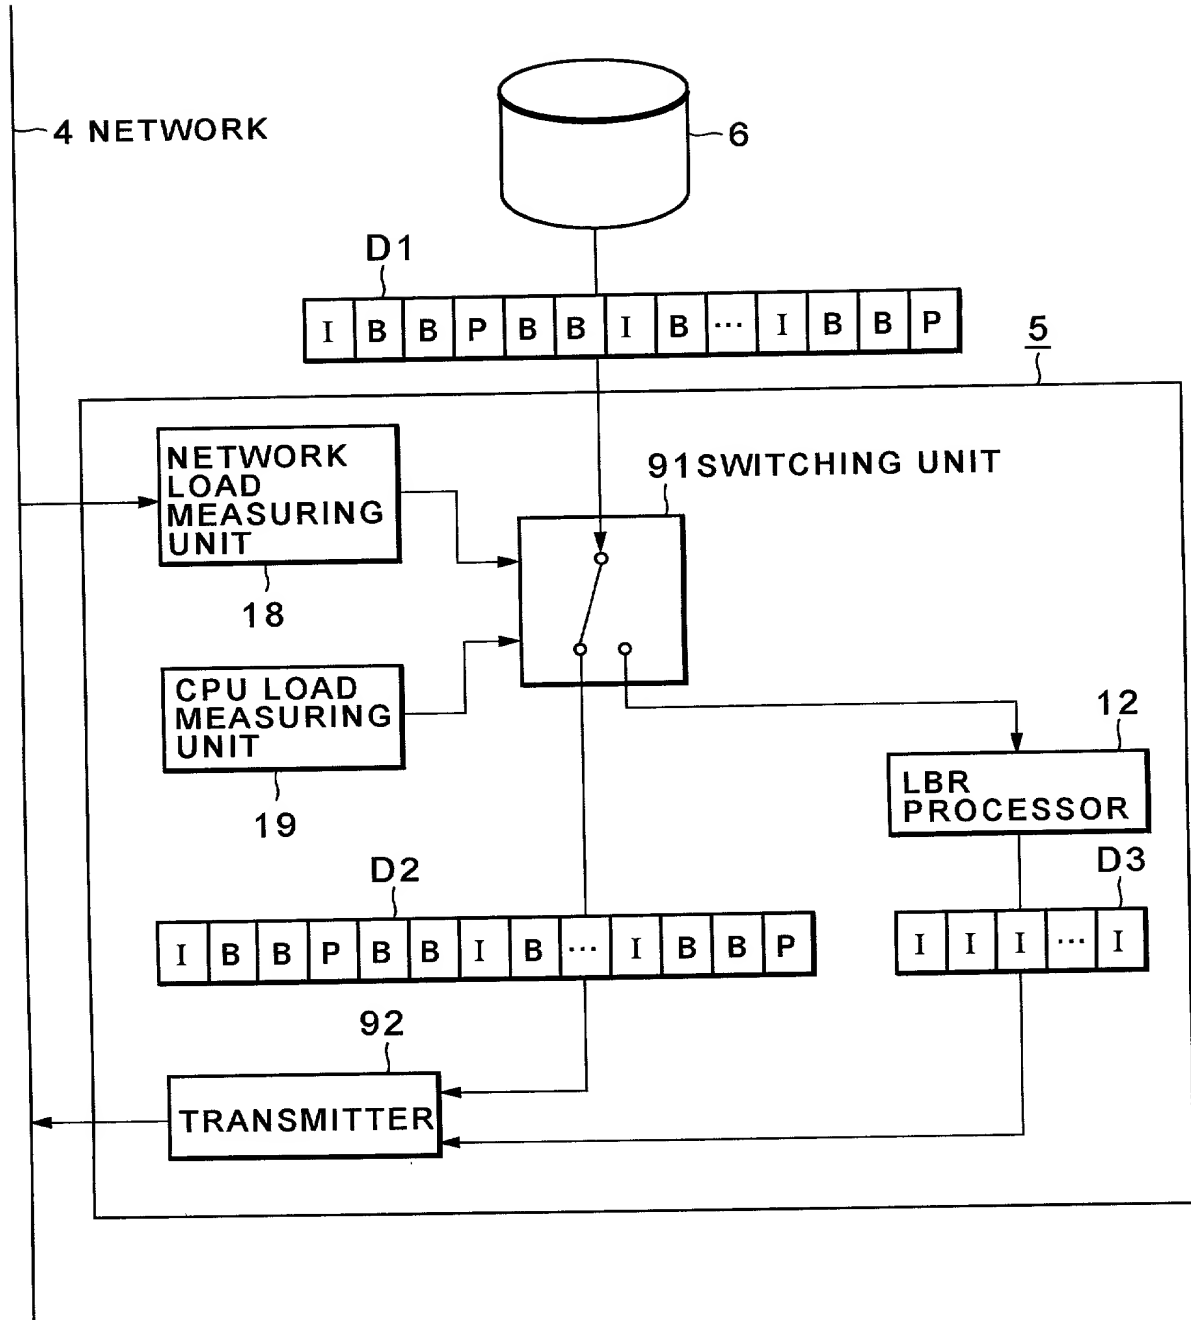 4 NETWORK
6
D1
I B B P B B I B ... I B B P
5
NETWORK
LOAD
MEASURING
UNIT
18
91 SWITCHING UNIT
CPU LOAD
MEASURING
UNIT
19
12
LBR
PROCESSOR
D2
I B B P B B I B ... I B B P
D3
I I I ... I
92
TRANSMITTER